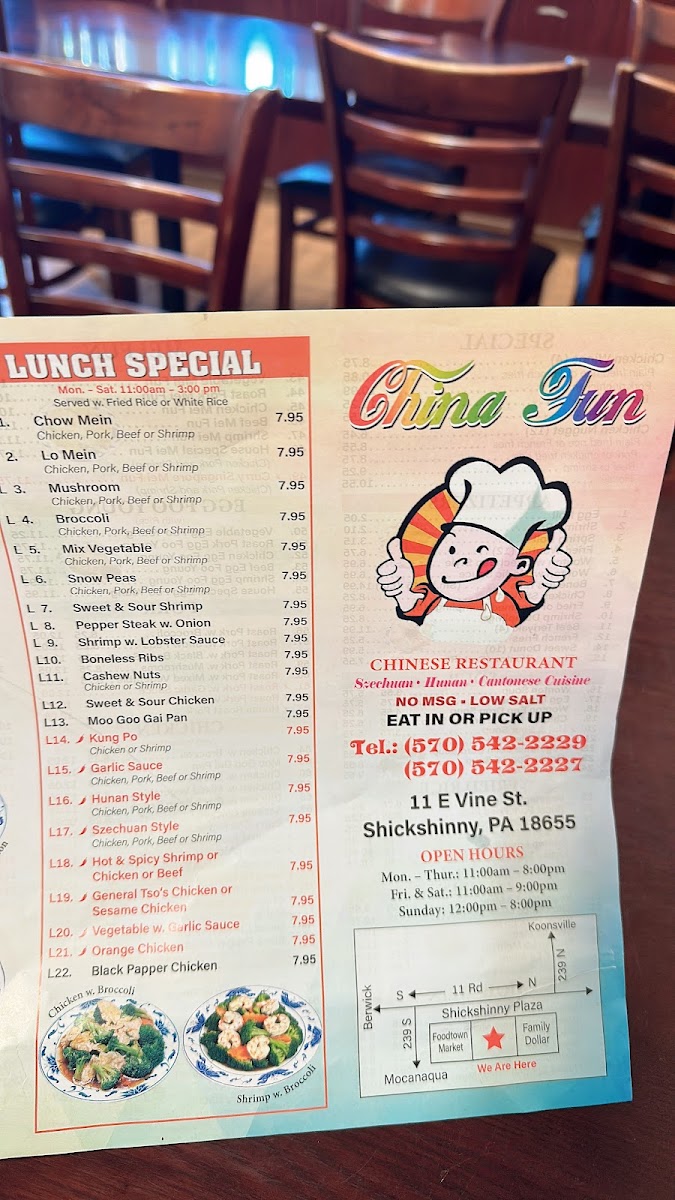 LUNCH SPECIAL
Mon. - Sat. 11:00am - 3:00 pm
Served w. Fried Rice or White Rice
1. Chow Mein 7.95
Chicken, Pork, Beef or Shrimp
2. Lo Mein 7.95
Chicken, Pork, Beef or Shrimp
L 3. Mushroom 7.95
Chicken, Pork, Beef or Shrimp
L 4. Broccoli 7.95
Chicken, Pork, Beef or Shrimp
L 5. Mix Vegetable 7.95
Chicken, Pork, Beef or Shrimp
L 6. Snow Peas 7.95
Chicken, Pork, Beef or Shrimp
L 7. Sweet & Sour Shrimp 7.95
L 8. Pepper Steak w. Onion 7.95
L 9. Shrimp w. Lobster Sauce 7.95
L10. Boneless Ribs 7.95
L11. Cashew Nuts 7.95
Chicken or Shrimp
L12. Sweet & Sour Chicken 7.95
L13. Moo Goo Gai Pan 7.95
L14. Kung Po 7.95
Chicken or Shrimp
L15. Garlic Sauce 7.95
Chicken, Pork, Beef or Shrimp
L16. Hunan Style 7.95
Chicken, Pork, Beef or Shrimp
L17. Szechuan Style 7.95
Chicken, Pork, Beef or Shrimp
L18. Hot & Spicy Shrimp or
Chicken or Beef 7.95
L19. General Tso's Chicken or
Sesame Chicken 7.95
L20. Vegetable w. Garlic Sauce 7.95
L21. Orange Chicken 7.95
L22. Black Papper Chicken 7.95
Chicken w. Broccoli
Shrimp w. Broccoli
China Fun
CHINESE RESTAURANT
Szechuan • Hunan • Cantonese Cuisine
NO MSG • LOW SALT
EAT IN OR PICK UP
Tel.: (570) 542-2229
(570) 542-2227
11 E Vine St.
Shickshinny, PA 18655
OPEN HOURS
Mon. - Thur.: 11:00am - 8:00pm
Fri. & Sat.: 11:00am - 9:00pm
Sunday: 12:00pm - 8:00pm
Koonsville
239 N
Berwick
S 11 Rd N
Shickshinny Plaza
239 S
Foodtown
Market
Family
Dollar
We Are Here
Mocanaqua